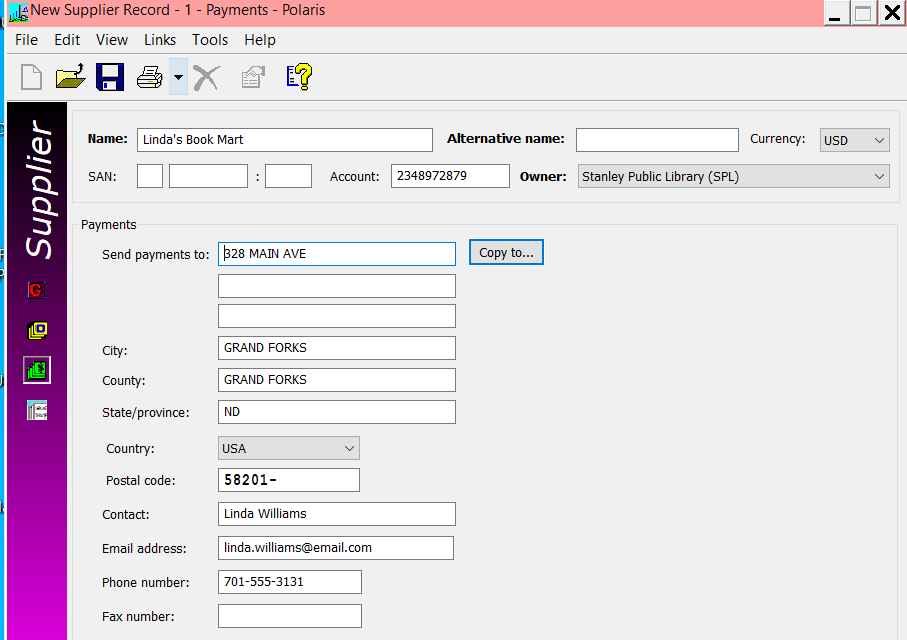 New Supplier Record - 1 - Payments - Polaris
File Edit View Links Tools Help
Supplier
Name: Linda's Book Mart Alternative name: Currency: USD
SAN: : Account: 2348972879 Owner: Stanley Public Library (SPL)
Payments
Send payments to: 328 MAIN AVE Copy to...
City: GRAND FORKS
County: GRAND FORKS
State/province: ND
Country: USA
Postal code: 58201-
Contact: Linda Williams
Email address: linda.williams@email.com
Phone number: 701-555-3131
Fax number: